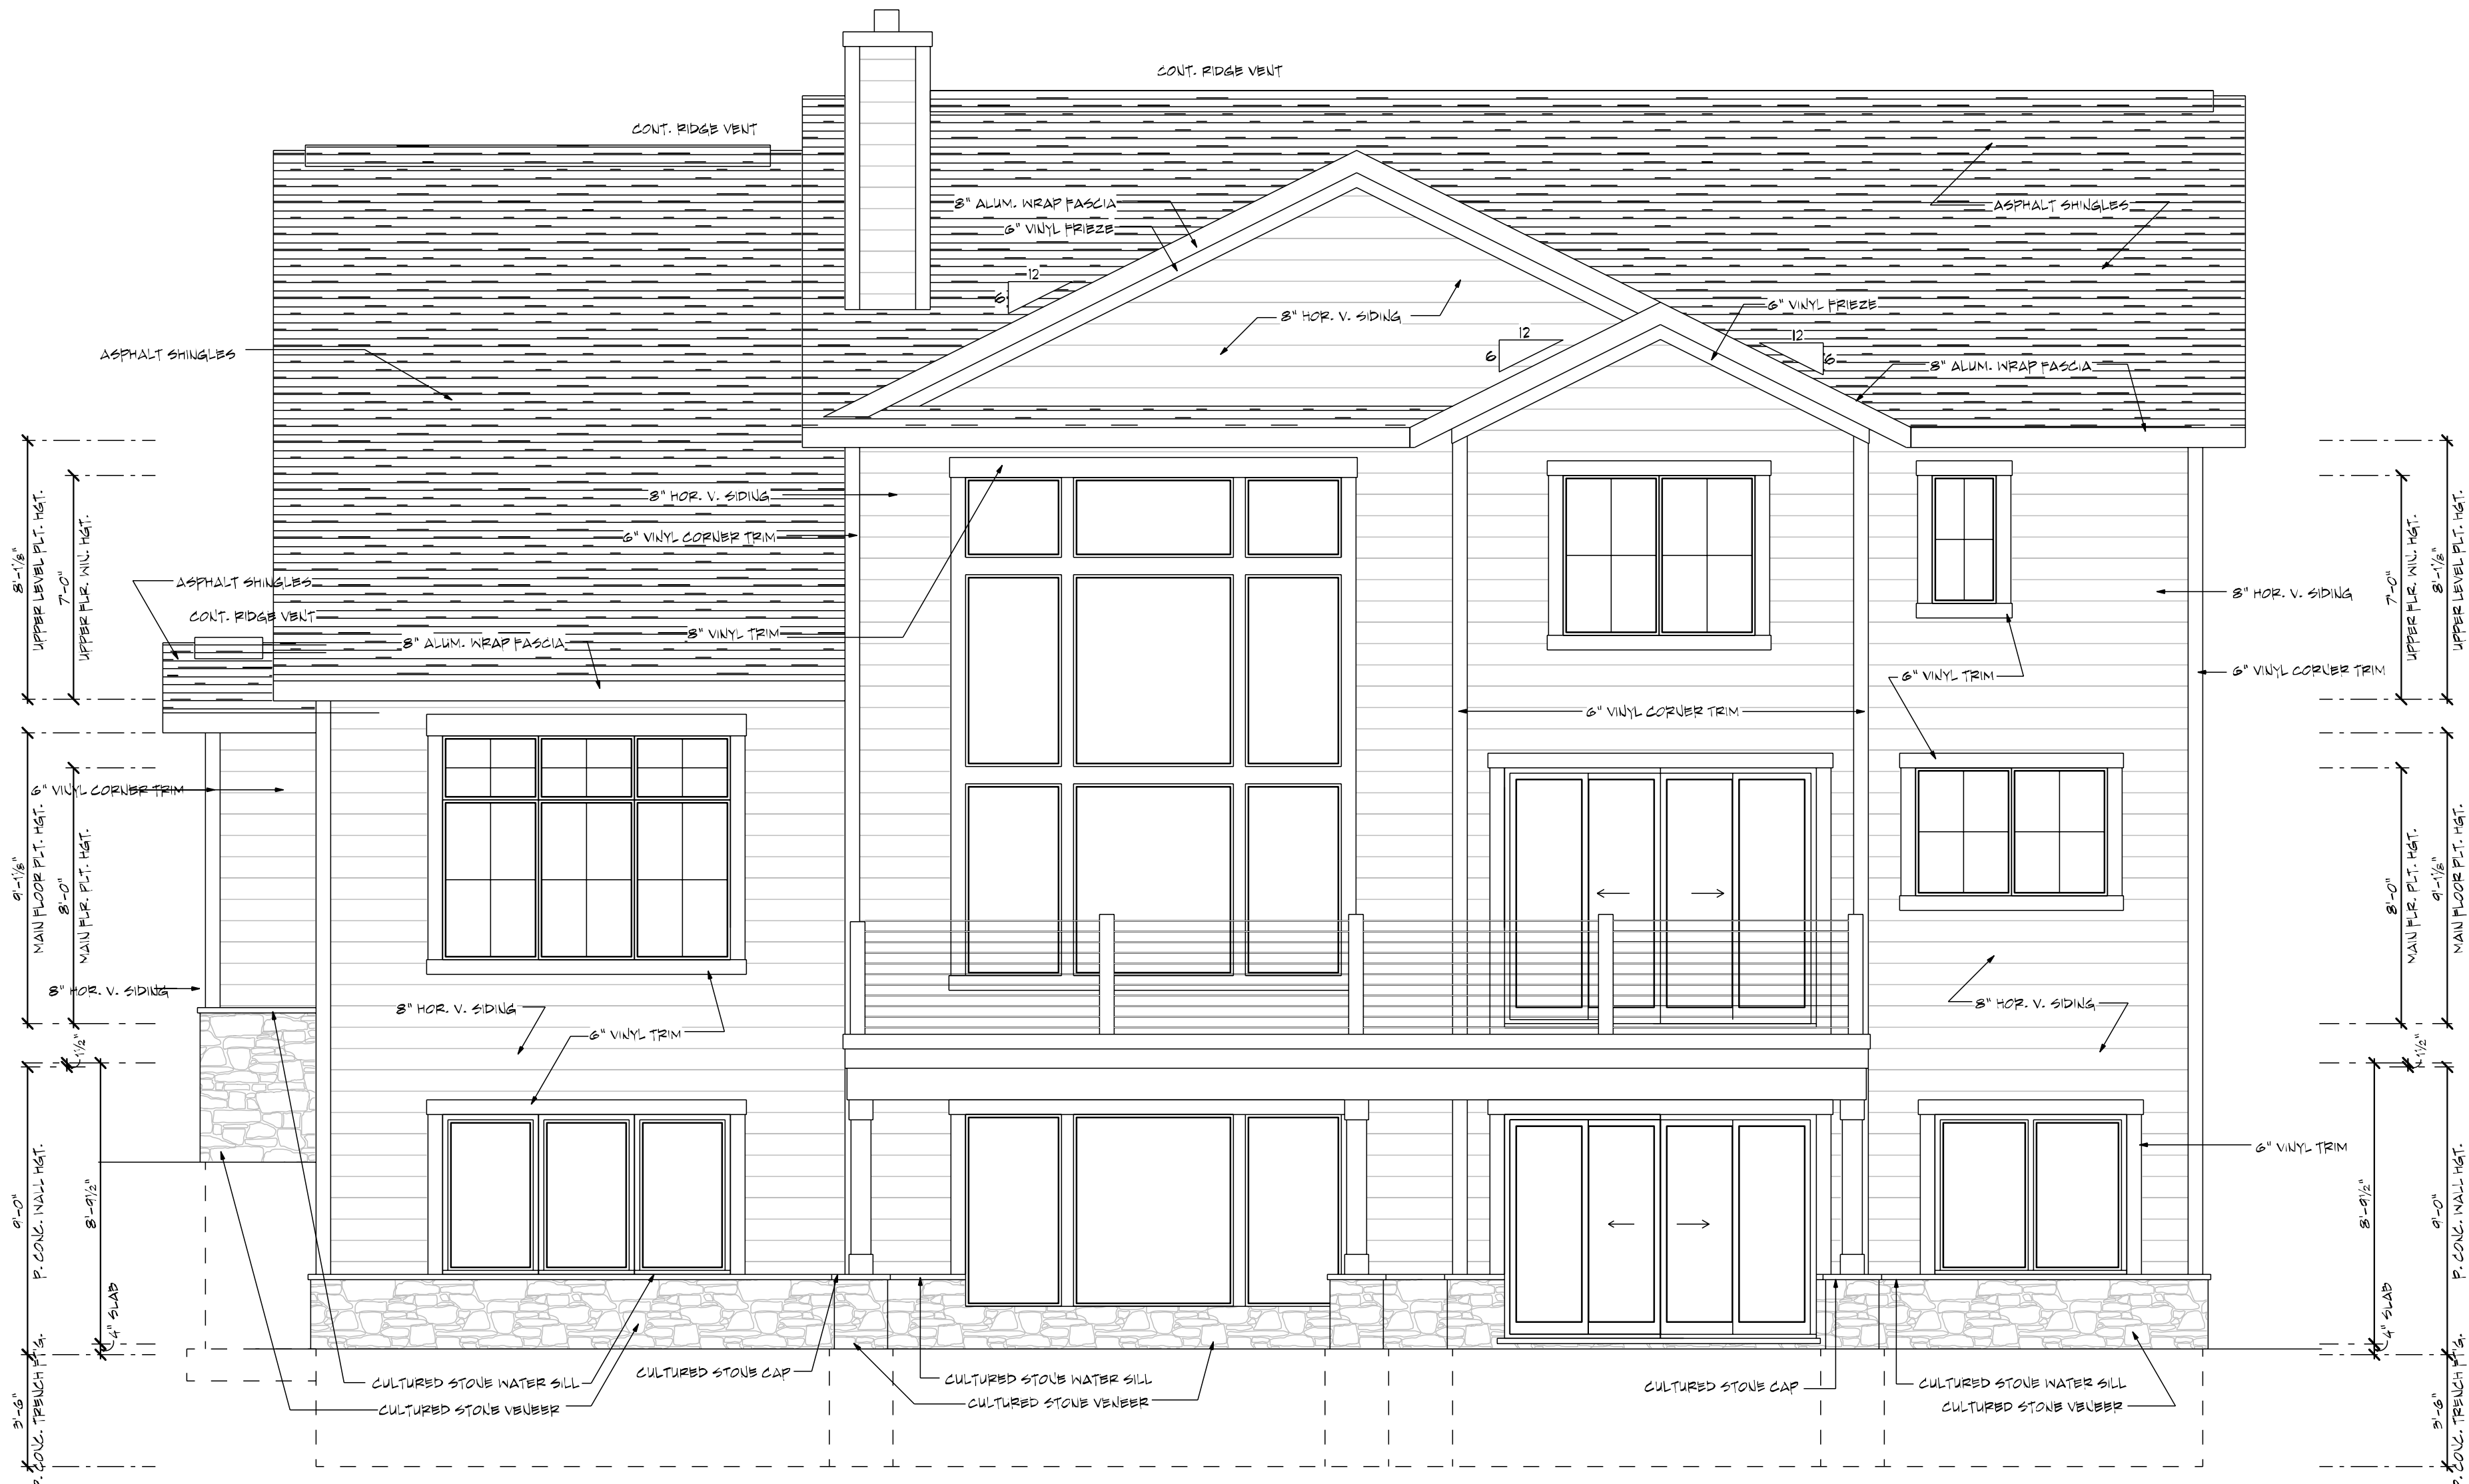 CONT. RIDGE VENT
CONT. RIDGE VENT
8" ALUM. WRAP FASCIA
ASPHALT SHINGLES
6" VINYL FRIEZE
12
6
6" VINYL FRIEZE
8" HOR. V. SIDING
12
6
12
6
ASPHALT SHINGLES
8" ALUM. WRAP FASCIA
8" HOR. V. SIDING
6" VINYL CORNER TRIM
ASPHALT SHINGLES
8" HOR. V. SIDING
CONT. RIDGE VENT
8" VINYL TRIM
8" ALUM. WRAP FASCIA
6" VINYL CORNER TRIM
6" VINYL TRIM
6" VINYL CORNER TRIM
6" VINYL CORNER TRIM
8" HOR. V. SIDING
8" HOR. V. SIDING
8" HOR. V. SIDING
6" VINYL TRIM
6" VINYL TRIM
CULTURED STONE CAP
CULTURED STONE WATER SILL
CULTURED STONE WATER SILL
CULTURED STONE CAP
CULTURED STONE WATER SILL
CULTURED STONE VENEER
CULTURED STONE VENEER
CULTURED STONE VENEER
8'-1 1/8"
UPPER LEVEL PLT. HGT.
7'-0"
UPPER FLR. WIN. HGT.
9'-1 1/8"
MAIN FLOOR PLT. HGT.
8'-0"
MAIN FLR. PLT. HGT.
1 1/2"
9'-0"
P. CONC. WALL HGT.
8'-9 1/2"
4" SLAB
3'-6"
P. CONC. TRENCH FTG.
7'-0"
UPPER FLR. WIN. HGT.
8'-1 1/8"
UPPER LEVEL PLT. HGT.
8'-0"
MAIN FLR. PLT. HGT.
9'-1 1/8"
MAIN FLOOR PLT. HGT.
1 1/2"
8'-9 1/2"
4" SLAB
9'-0"
P. CONC. WALL HGT.
3'-6"
P. CONC. TRENCH FTG.